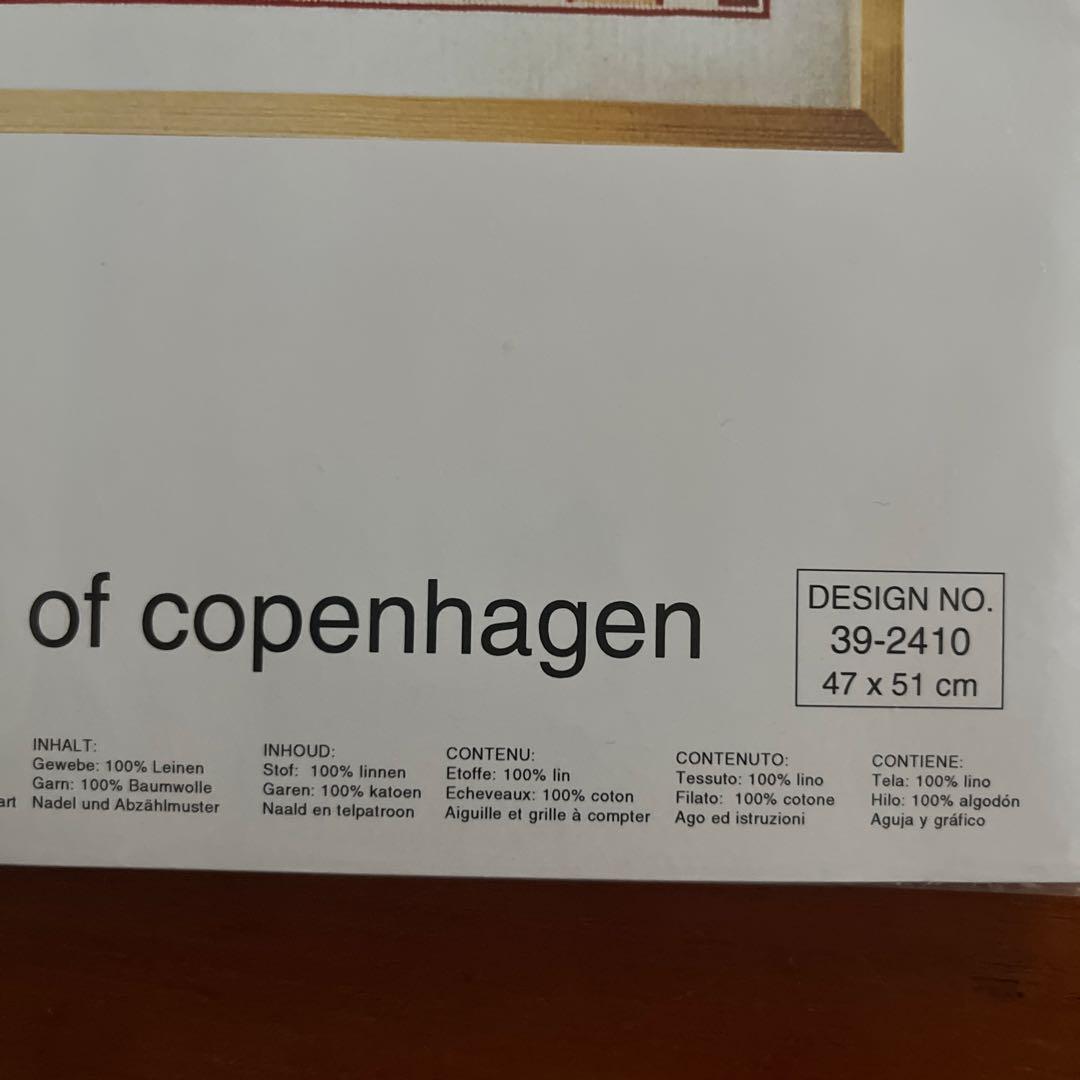 of copenhagen
DESIGN NO.
39-2410
47 x 51 cm
art
INHALT:
Gewebe: 100% Leinen
Garn: 100% Baumwolle
Nadel und Abzählmuster
INHOUD:
Stof: 100% linnen
Garen: 100% katoen
Naald en telpatroon
CONTENU:
Etoffe: 100% lin
Echeveaux: 100% coton
Aiguille et grille à compter
CONTENUTO:
Tessuto: 100% lino
Filato: 100% cotone
Ago ed istruzioni
CONTIENE:
Tela: 100% lino
Hilo: 100% algodón
Aguja y gráfico